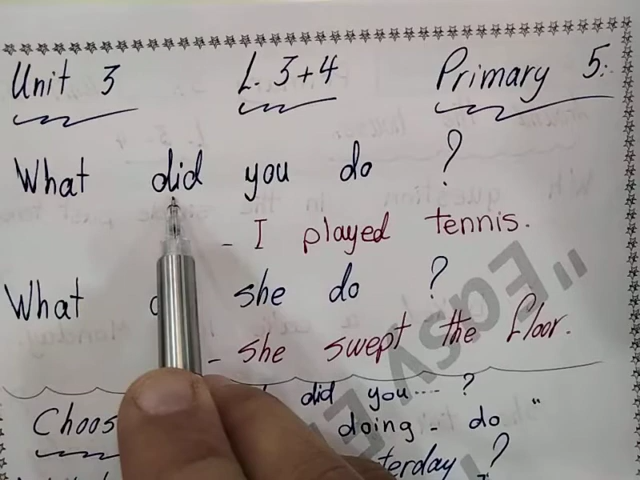 Unit 3 L. 3+4 Primary 5:
What did you do ?
- I played tennis.
What she do ?
- she swept the floor.
did you .... ?
doing - do "
?
"Easy